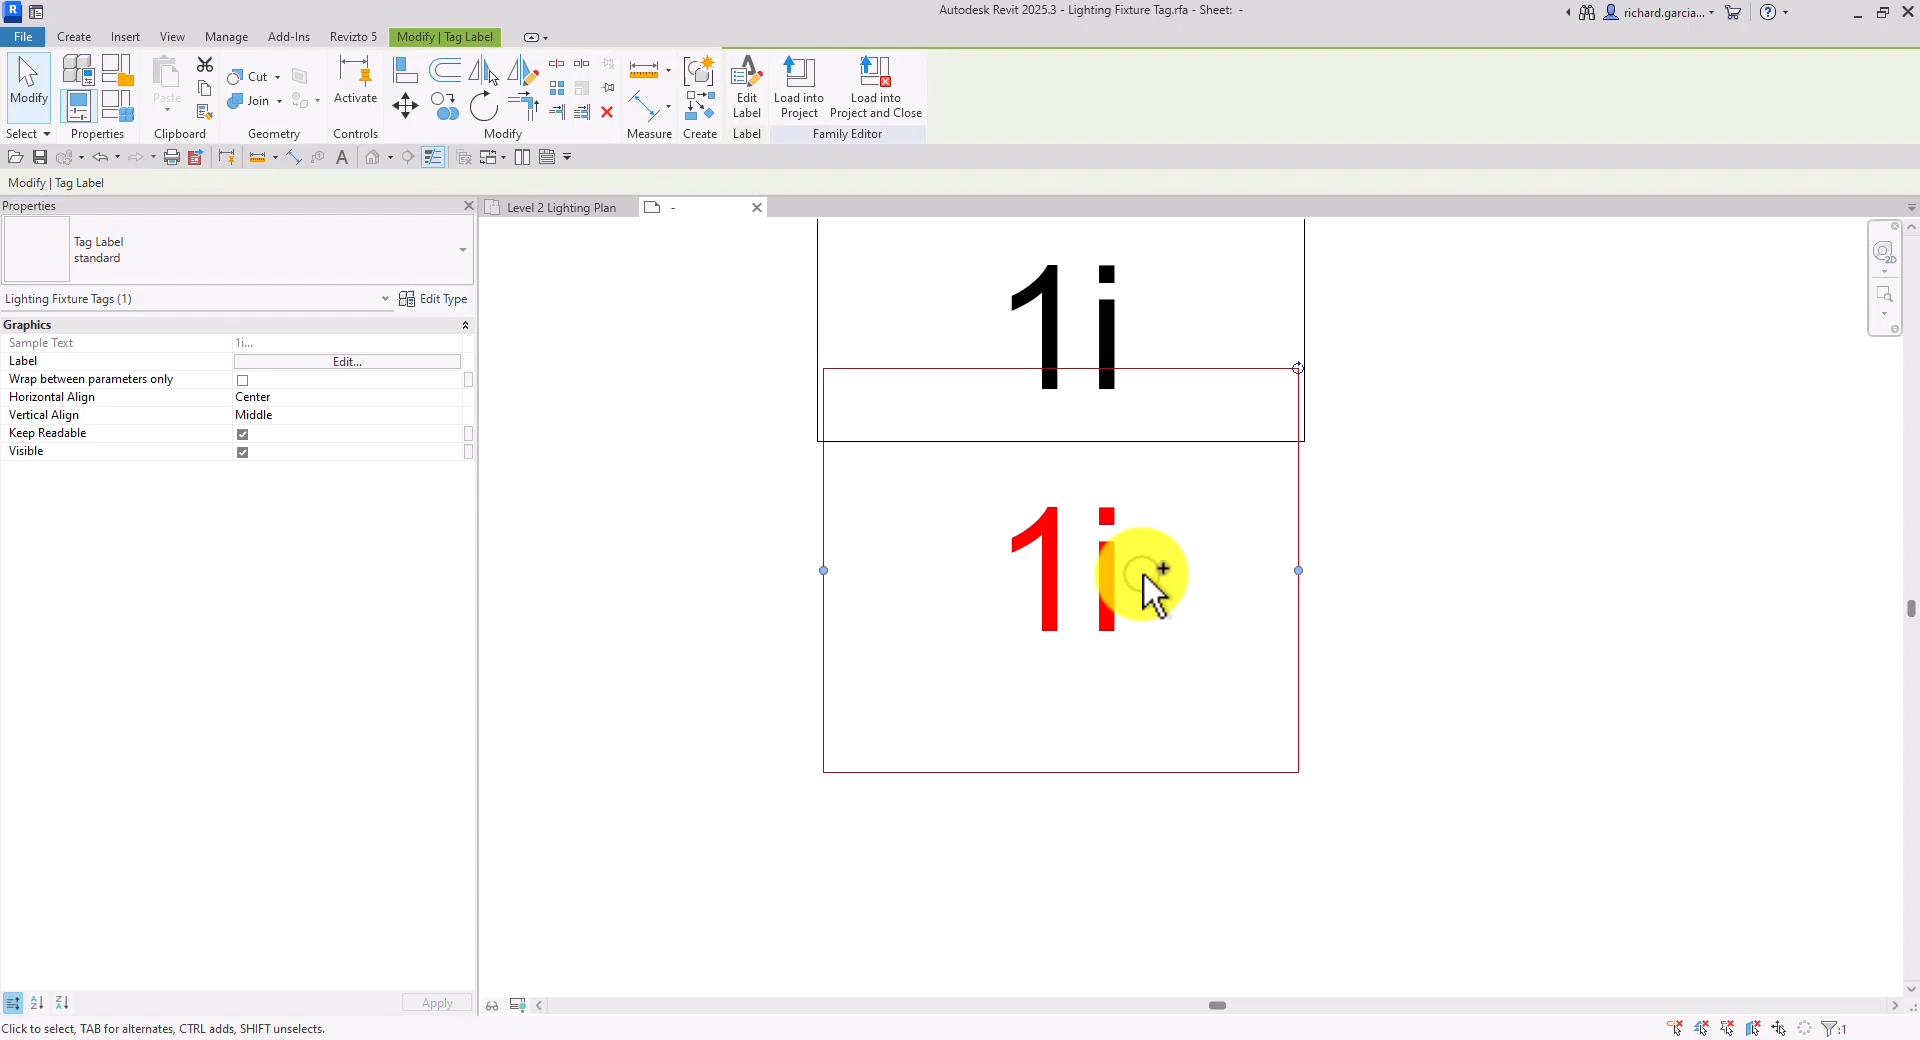 Autodesk Revit 2025.3 - Lighting Fixture Tag.rfa - Sheet: -
richard.garcia...
File Create Insert View Manage Add-Ins Revizto 5 Modify | Tag Label
Modify
Paste
Cut
Join
Activate
Edit Label
Load into Project
Load into Project and Close
Select Properties Clipboard Geometry Controls Modify Measure Create Label Family Editor
Modify | Tag Label
Properties
Level 2 Lighting Plan
-
Tag Label
standard
Lighting Fixture Tags (1)
Edit Type
Graphics
Sample Text 1i...
Label Edit...
Wrap between parameters only
Horizontal Align Center
Vertical Align Middle
Keep Readable
Visible
1i
1i
2D
Apply
Click to select, TAB for alternates, CTRL adds, SHIFT unselects.
:1